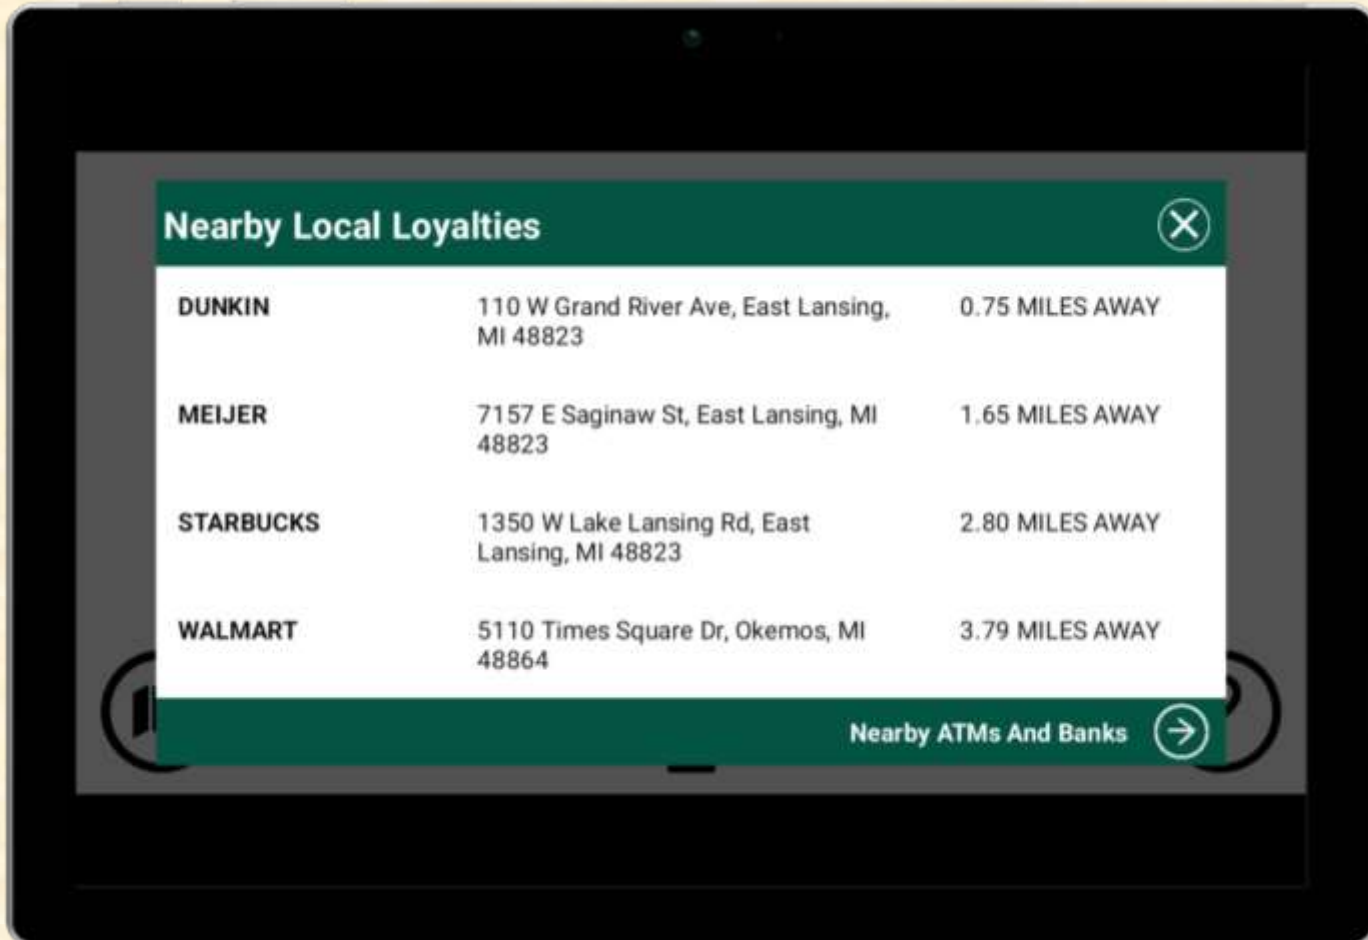 Nearby Local Loyalties
DUNKIN
110 W Grand River Ave, East Lansing,
MI 48823
0.75 MILES AWAY
MEIJER
7157 E Saginaw St, East Lansing, MI
48823
1.65 MILES AWAY
STARBUCKS
1350 W Lake Lansing Rd, East
Lansing, MI 48823
2.80 MILES AWAY
WALMART
5110 Times Square Dr, Okemos, MI
48864
3.79 MILES AWAY
Nearby ATMs And Banks